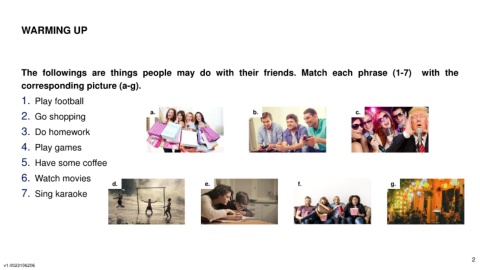 WARMING UP
The followings are things people may do with their friends. Match each phrase (1-7) with the
corresponding picture (a-g).
1. Play football
2. Go shopping
3. Do homework
4. Play games
5. Have some coffee
6. Watch movies
7. Sing karaoke
a.
b.
c.
d.
e.
f.
g.
2
v1.0023106206